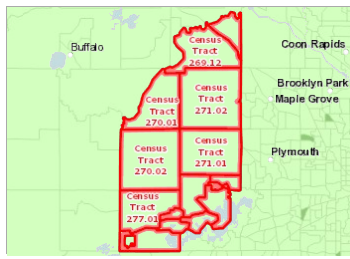 Census
Tract
269.12
Buffalo
Coon Rapids
Brooklyn Park
Maple Grove
Census
Tract
271.02
Census
Tract
270.01
Census
Tract
270.02
Census
Tract
271.01
Plymouth
Census
Tract
277.01